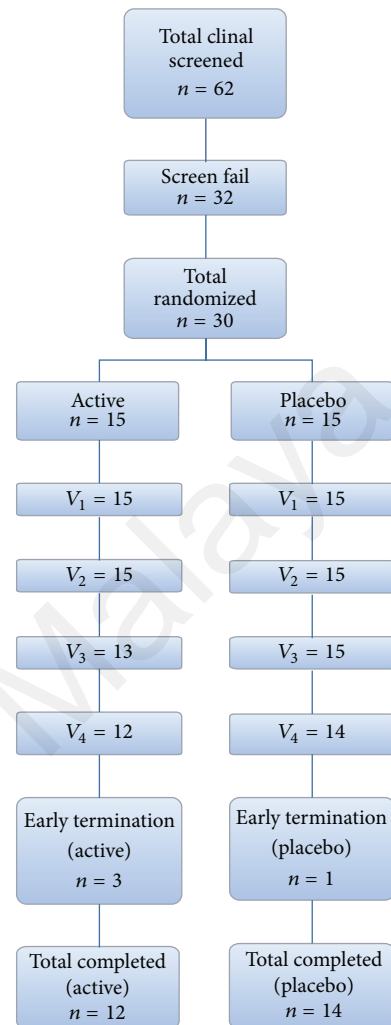 Total clinal
screened
n = 62
Screen fail
n = 32
Total
randomized
n = 30
Active
n = 15
Placebo
n = 15
V₁ = 15
V₁ = 15
V₂ = 15
V₂ = 15
V₃ = 13
V₃ = 15
V₄ = 12
V₄ = 14
Early termination
(active)
n = 3
Early termination
(placebo)
n = 1
Total completed
(active)
n = 12
Total completed
(placebo)
n = 14
Malaya